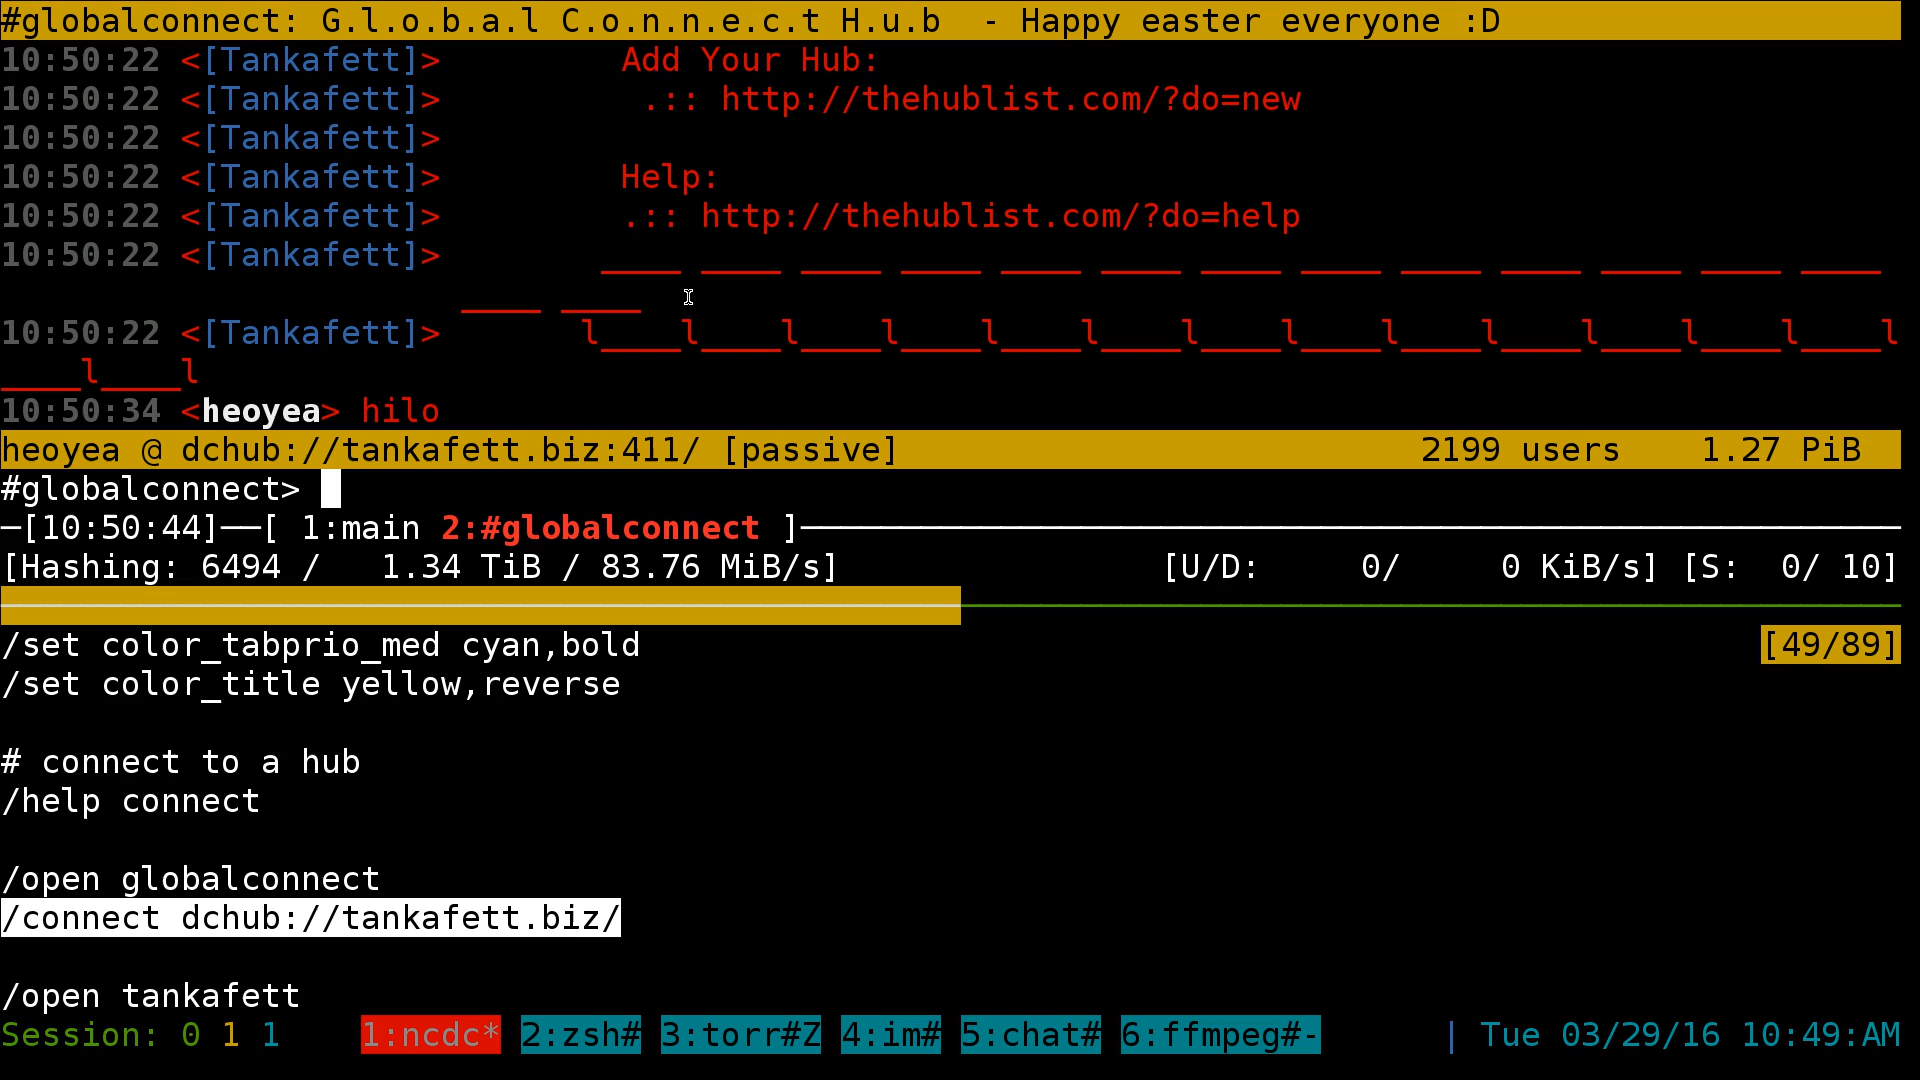 #globalconnect: G.l.o.b.a.l C.o.n.n.e.c.t H.u.b  - Happy easter everyone :D
10:50:22 <[Tankafett]>         Add Your Hub:
10:50:22 <[Tankafett]>          .:: http://thehublist.com/?do=new
10:50:22 <[Tankafett]>
10:50:22 <[Tankafett]>         Help:
10:50:22 <[Tankafett]>         .:: http://thehublist.com/?do=help
10:50:22 <[Tankafett]>        ____ ____ ____ ____ ____ ____ ____ ____ ____ ____ ____ ____ ____
                       ____ ____
10:50:22 <[Tankafett]>       l____l____l____l____l____l____l____l____l____l____l____l____l____l
____l____l
10:50:34 <heoyea> hilo
heoyea @ dchub://tankafett.biz:411/ [passive]                          2199 users    1.27 PiB
#globalconnect>
─[10:50:44]──[ 1:main 2:#globalconnect ]───────────────────────────────────────────────────────
[Hashing: 6494 /   1.34 TiB / 83.76 MiB/s]                [U/D:     0/     0 KiB/s] [S:  0/ 10]
/set color_tabprio_med cyan,bold                                                        [49/89]
/set color_title yellow,reverse
# connect to a hub
/help connect
/open globalconnect
/connect dchub://tankafett.biz/
/open tankafett
Session: 0 1 1    1:ncdc* 2:zsh# 3:torr#Z 4:im# 5:chat# 6:ffmpeg#-      | Tue 03/29/16 10:49:AM